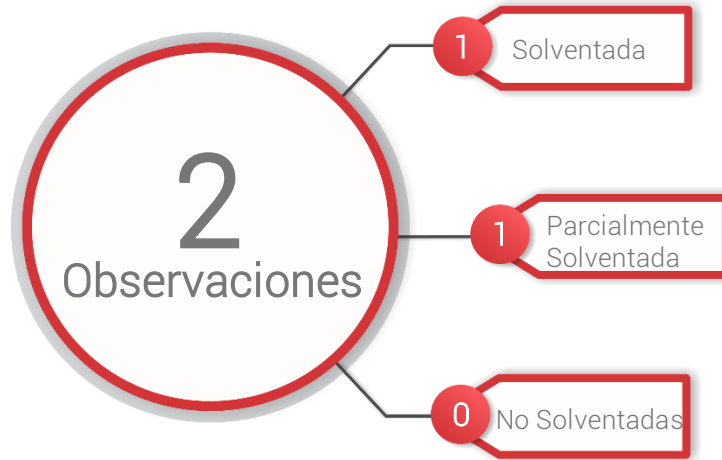 2
Observaciones
1
Solventada
1
Parcialmente
Solventada
0
No Solventadas